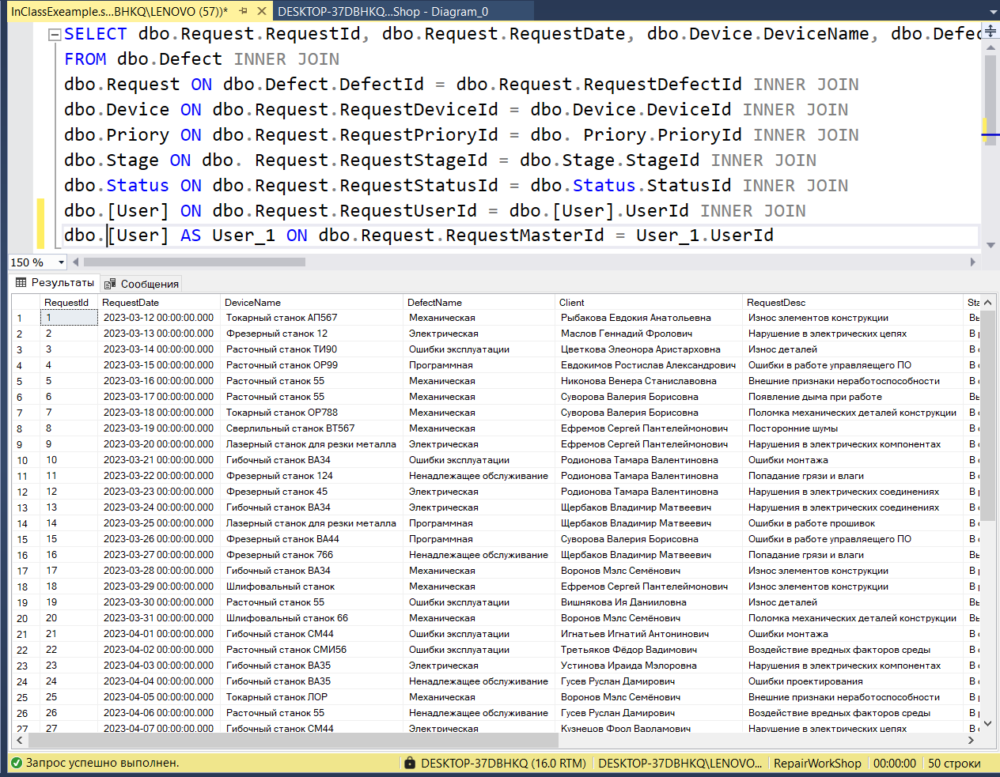 InClassExeample.s...BHKQ\LENOVO (57))* DESKTOP-37DBHKQ...Shop - Diagram_0
SELECT dbo.Request.RequestId, dbo.Request.RequestDate, dbo.Device.DeviceName, dbo.Defec
FROM dbo.Defect INNER JOIN
dbo.Request ON dbo.Defect.DefectId = dbo.Request.RequestDefectId INNER JOIN
dbo.Device ON dbo.Request.RequestDeviceId = dbo.Device.DeviceId INNER JOIN
dbo.Priory ON dbo.Request.RequestPrioryId = dbo. Priory.PrioryId INNER JOIN
dbo.Stage ON dbo. Request.RequestStageId = dbo.Stage.StageId INNER JOIN
dbo.Status ON dbo.Request.RequestStatusId = dbo.Status.StatusId INNER JOIN
dbo.[User] ON dbo.Request.RequestUserId = dbo.[User].UserId INNER JOIN
dbo.[User] AS User_1 ON dbo.Request.RequestMasterId = User_1.UserId
150 %
Результаты Сообщения
RequestId RequestDate DeviceName DefectName Client RequestDesc Sta
1 1 2023-03-12 00:00:00.000 Токарный станок АП567 Механическая Рыбакова Евдокия Анатольевна Износ элементов конструкции Вы
2 2 2023-03-13 00:00:00.000 Фрезерный станок 12 Электрическая Маслов Геннадий Фролович Нарушение в электрических цепях В р
3 3 2023-03-14 00:00:00.000 Расточный станок ТИ90 Ошибки эксплуатации Цветкова Элеонора Аристарховна Износ деталей В о
4 4 2023-03-15 00:00:00.000 Расточный станок ОР99 Программная Евдокимов Ростислав Александрович Ошибки в работе управляещего ПО В о
5 5 2023-03-16 00:00:00.000 Расточный станок 55 Механическая Никонова Венера Станиславовна Внешние признаки неработоспособности В о
6 6 2023-03-17 00:00:00.000 Расточный станок 55 Механическая Суворова Валерия Борисовна Появление дыма при работе Вы
7 7 2023-03-18 00:00:00.000 Токарный станок ОР788 Механическая Суворова Валерия Борисовна Поломка механических деталей конструкции В о
8 8 2023-03-19 00:00:00.000 Сверлильный станок ВТ567 Механическая Ефремов Сергей Пантелеймонович Посторонние шумы В о
9 9 2023-03-20 00:00:00.000 Лазерный станок для резки металла Электрическая Ефремов Сергей Пантелеймонович Нарушения в электрических компонентах В о
10 10 2023-03-21 00:00:00.000 Гибочный станок ВА34 Ошибки эксплуатации Родионова Тамара Валентиновна Ошибки монтажа В о
11 11 2023-03-22 00:00:00.000 Фрезерный станок 124 Ненадлежащее обслуживание Родионова Тамара Валентиновна Попадание грязи и влаги В о
12 12 2023-03-23 00:00:00.000 Фрезерный станок 45 Электрическая Родионова Тамара Валентиновна Нарушения в электрических соединениях В р
13 13 2023-03-24 00:00:00.000 Гибочный станок ВА34 Электрическая Щербаков Владимир Матвеевич Нарушения в электрических соединениях В о
14 14 2023-03-25 00:00:00.000 Лазерный станок для резки металла Программная Щербаков Владимир Матвеевич Ошибки в работе прошивок В о
15 15 2023-03-26 00:00:00.000 Фрезерный станок ВА44 Программная Суворова Валерия Борисовна Ошибки в работе управляещего ПО В о
16 16 2023-03-27 00:00:00.000 Фрезерный станок 766 Ненадлежащее обслуживание Щербаков Владимир Матвеевич Попадание грязи и влаги Вы
17 17 2023-03-28 00:00:00.000 Гибочный станок ВА34 Механическая Воронов Мэлс Семёнович Износ элементов конструкции В р
18 18 2023-03-29 00:00:00.000 Шлифовальный станок Механическая Ефремов Сергей Пантелеймонович Износ элементов конструкции В р
19 19 2023-03-30 00:00:00.000 Расточный станок 55 Ошибки эксплуатации Вишнякова Ия Данииловна Износ деталей Вы
20 20 2023-03-31 00:00:00.000 Шлифовальный станок 66 Механическая Воронов Мэлс Семёнович Поломка механических деталей конструкции Вы
21 21 2023-04-01 00:00:00.000 Гибочный станок СМ44 Ошибки эксплуатации Игнатьев Игнатий Антонинович Ошибки монтажа В о
22 22 2023-04-02 00:00:00.000 Расточный станок СМИ56 Ошибки эксплуатации Третьяков Фёдор Вадимович Воздействие вредных факторов среды В о
23 23 2023-04-03 00:00:00.000 Гибочный станок ВА35 Электрическая Устинова Ираида Мэлоровна Нарушения в электрических компонентах В о
24 24 2023-04-04 00:00:00.000 Гибочный станок ВА35 Ненадлежащее обслуживание Гусев Руслан Дамирович Ошибки проектирования В о
25 25 2023-04-05 00:00:00.000 Токарный станок ЛОР Механическая Воронов Мэлс Семёнович Внешние признаки неработоспособности В р
26 26 2023-04-06 00:00:00.000 Расточный станок 55 Ненадлежащее обслуживание Гусев Руслан Дамирович Воздействие вредных факторов среды В р
27 27 2023-04-07 00:00:00.000 Гибочный станок СМ44 Электрическая Кузнецов Фрол Варламович Нарушение в электрических цепях В о
Запрос успешно выполнен. DESKTOP-37DBHKQ (16.0 RTM) DESKTOP-37DBHKQ\LENOVO... RepairWorkShop 00:00:00 50 строки